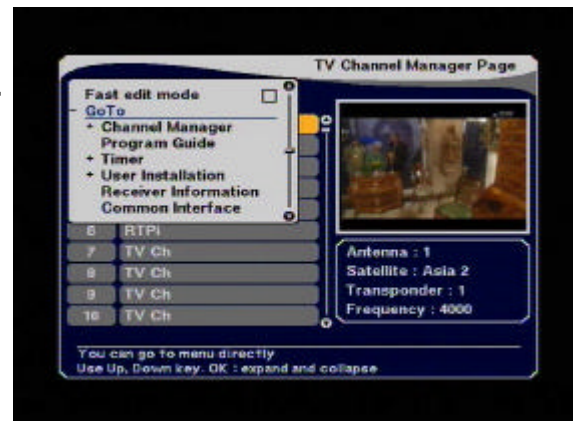 TV Channel Manager Page
Fast edit mode
- GoTo
+ Channel Manager
Program Guide
+ Timer
+ User Installation
Receiver Information
Common Interface
6 RTPi
7 TV Ch
8 TV Ch
9 TV Ch
10 TV Ch
Antenna : 1
Satellite : Asia 2
Transponder : 1
Frequency : 4000
You can go to menu directly
Use Up, Down key. OK : expand and collapse